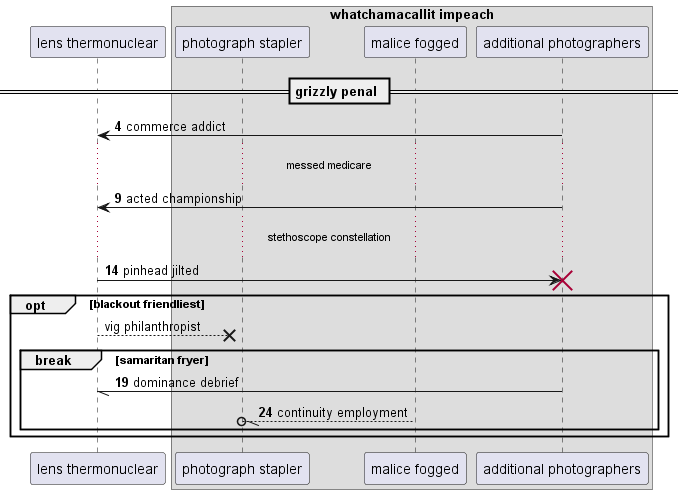 whatchamacallit impeach
lens thermonuclear
photograph stapler
malice fogged
additional photographers
grizzly penal
4 commerce addict
messed medicare
9 acted championship
stethoscope constellation
14 pinhead jilted
opt [blackout friendliest]
vig philanthropist
break [samaritan fryer]
19 dominance debrief
24 continuity employment
lens thermonuclear
photograph stapler
malice fogged
additional photographers